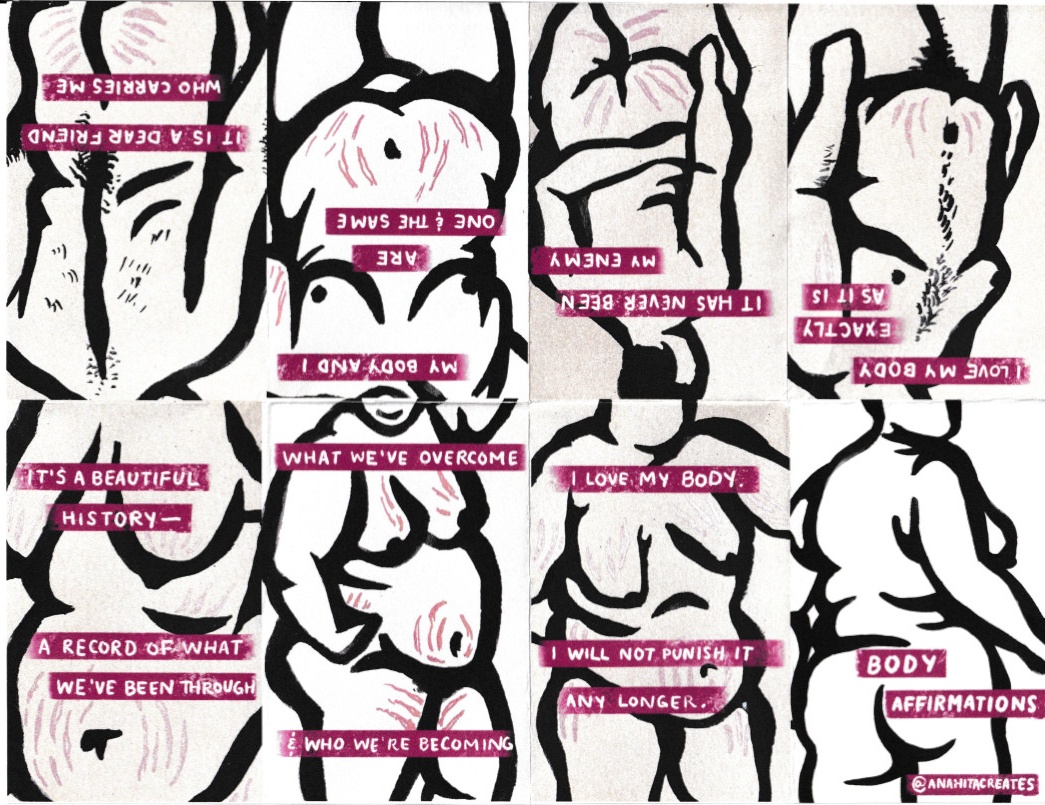 BODY
AFFIRMATIONS
@ANAHITACREATES
I LOVE MY BODY
EXACTLY
AS IT IS
IT HAS NEVER BEEN
MY ENEMY
MY BODY AND I
ARE
ONE & THE SAME
IT IS A DEAR FRIEND
WHO CARRIES ME
IT'S A BEAUTIFUL
HISTORY—
A RECORD OF WHAT
WE'VE BEEN THROUGH
WHAT WE'VE OVERCOME
& WHO WE'RE BECOMING
I LOVE MY BODY.
I WILL NOT PUNISH IT
ANY LONGER.